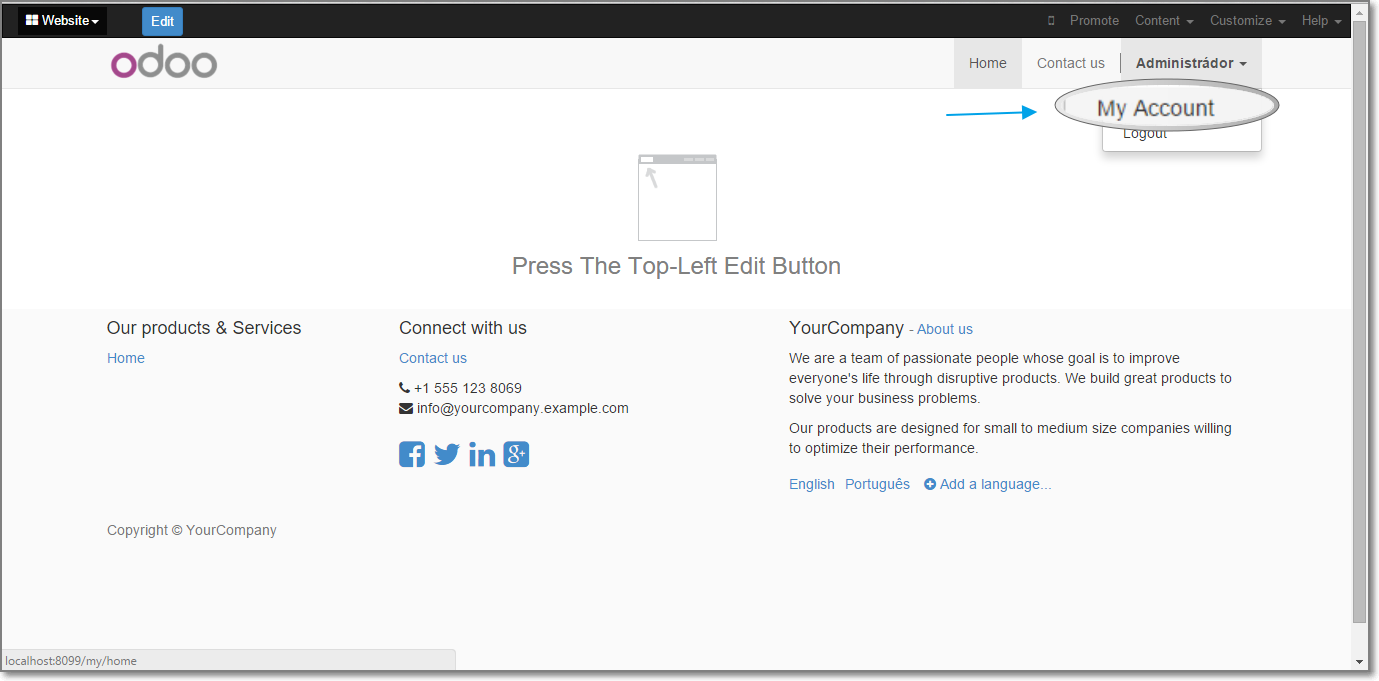 Website
Edit
Promote Content Customize Help
odoo
Home Contact us Administrádor
My Account
Logout
Press The Top-Left Edit Button
Our products & Services
Home
Connect with us
Contact us
+1 555 123 8069
info@yourcompany.example.com
YourCompany - About us
We are a team of passionate people whose goal is to improve
everyone's life through disruptive products. We build great products to
solve your business problems.
Our products are designed for small to medium size companies willing
to optimize their performance.
English Português Add a language...
Copyright © YourCompany
localhost:8099/my/home